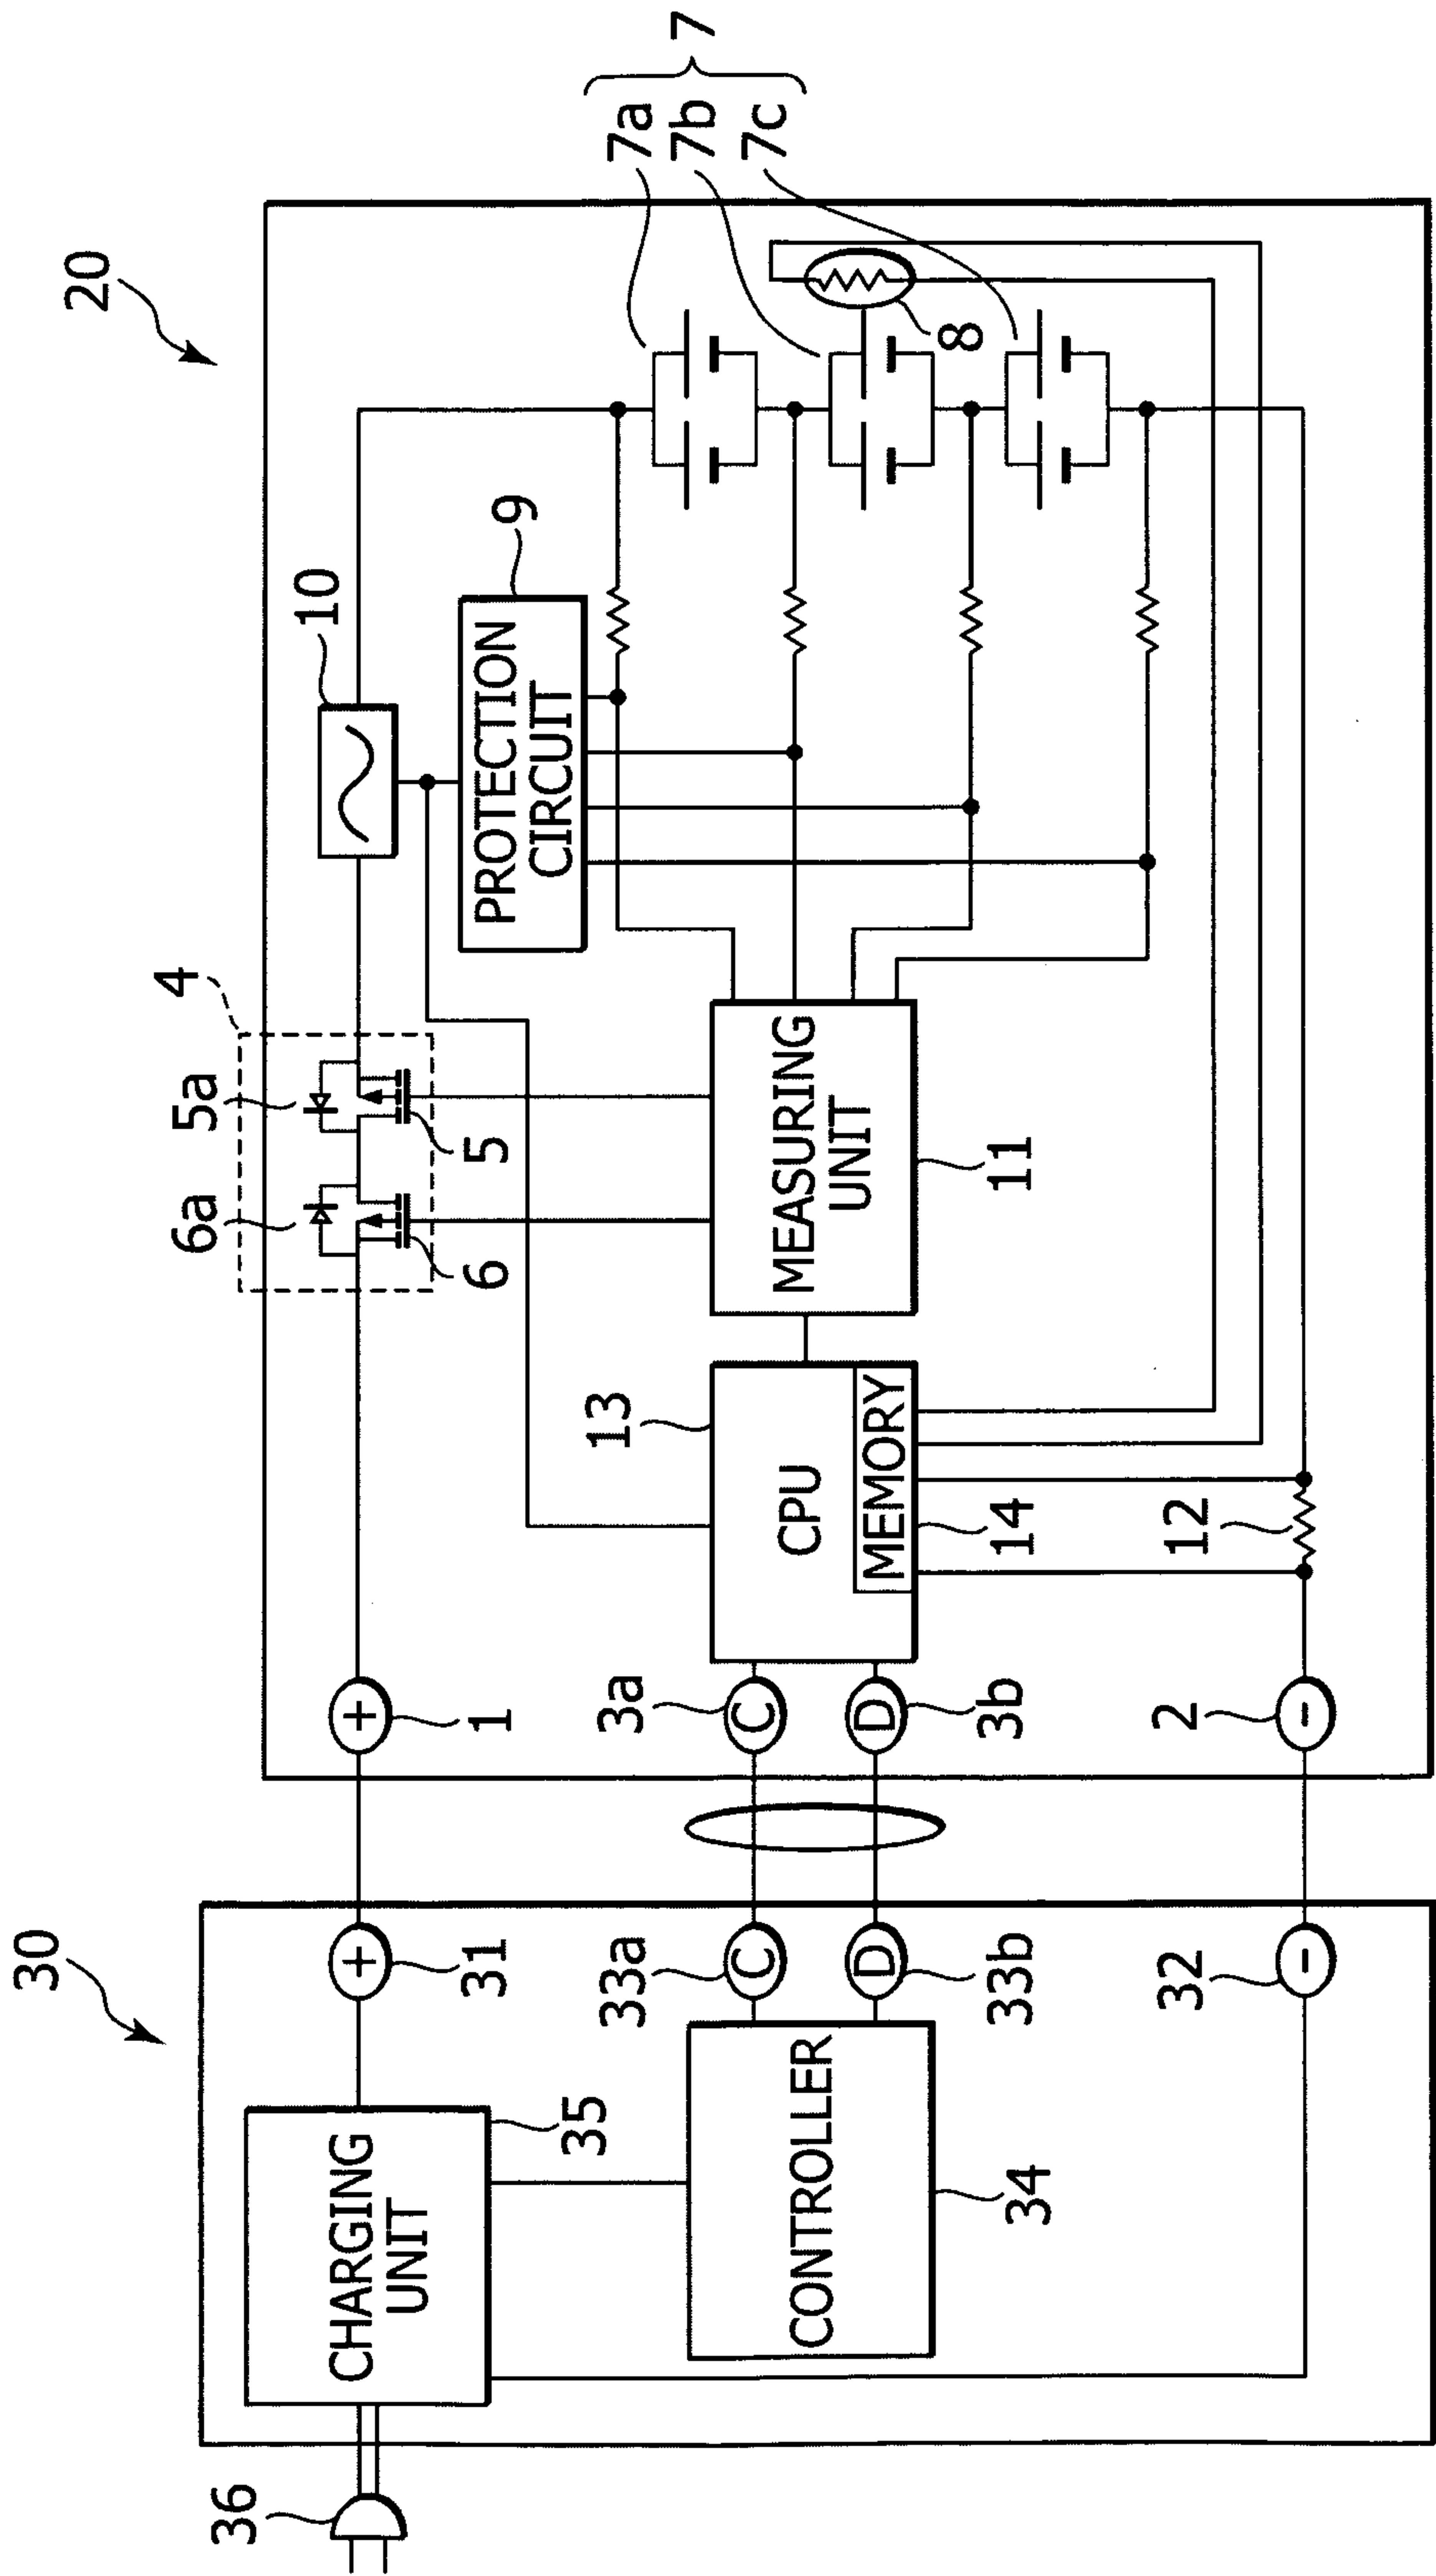 30
20
36
CHARGING
UNIT
35
31
+
+
1
6a
5a
4
6
5
10
PROTECTION
CIRCUIT
9
7a
7b
7c
7
CONTROLLER
34
33a
C
C
3a
D
D
33b
3b
CPU
13
MEMORY
14
MEASURING
UNIT
11
8
12
32
-
-
2